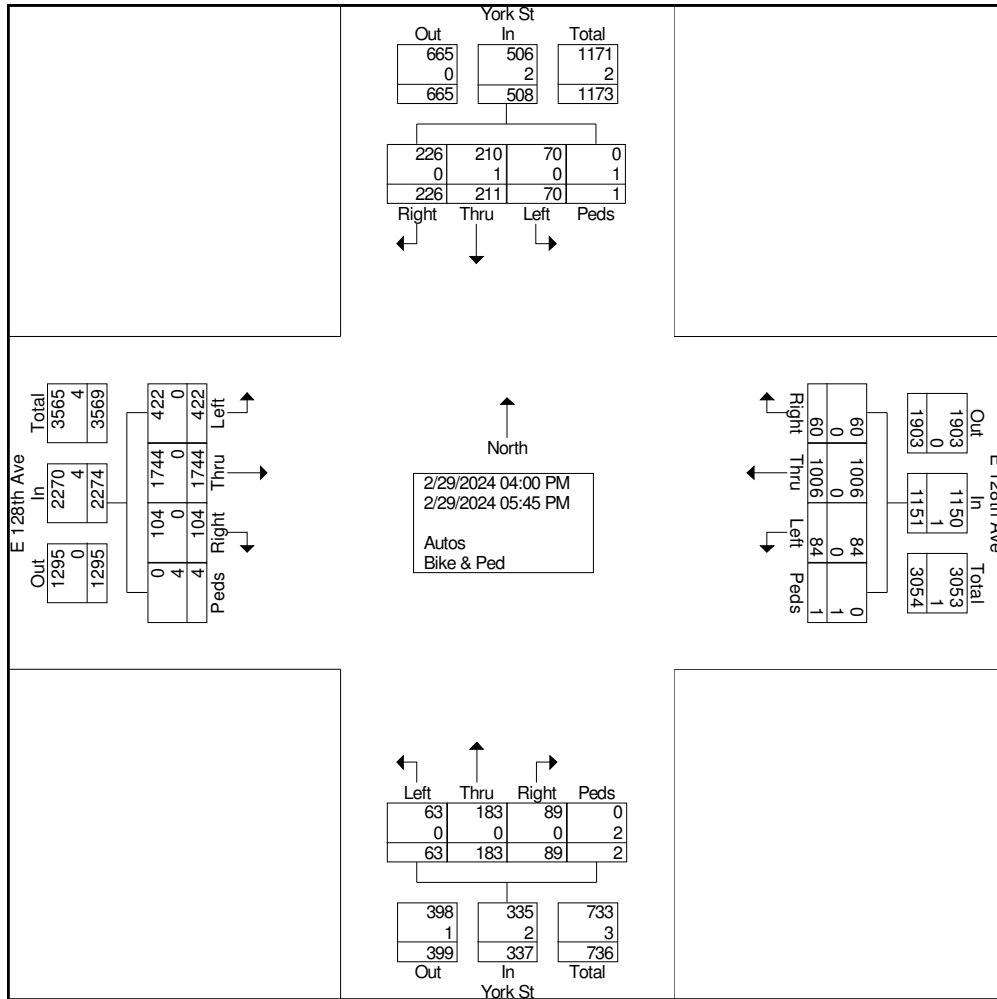 York St
Out In Total
665 506 1171
0 2 2
665 508 1173
226 210 70 0
0 1 0 1
226 211 70 1
Right Thru Left Peds
E 128th Ave
Total In Out
3565 4 3569
2270 4 2274
1295 0 1295
422 0 422 Left
1744 0 1744 Thru
104 0 104 Right
0 4 4 Peds
North
2/29/2024 04:00 PM
2/29/2024 05:45 PM
Autos
Bike & Ped
Right 60 0 60
Thru 1006 0 1006
Left 84 0 84
Peds 1 1 0
Out In Total
1903 0 1903
1151 1 1150
3054 1 3053
E 128th Ave
Left Thru Right Peds
63 183 89 0
0 0 0 2
63 183 89 2
398 335 733
1 2 3
399 337 736
Out In Total
York St